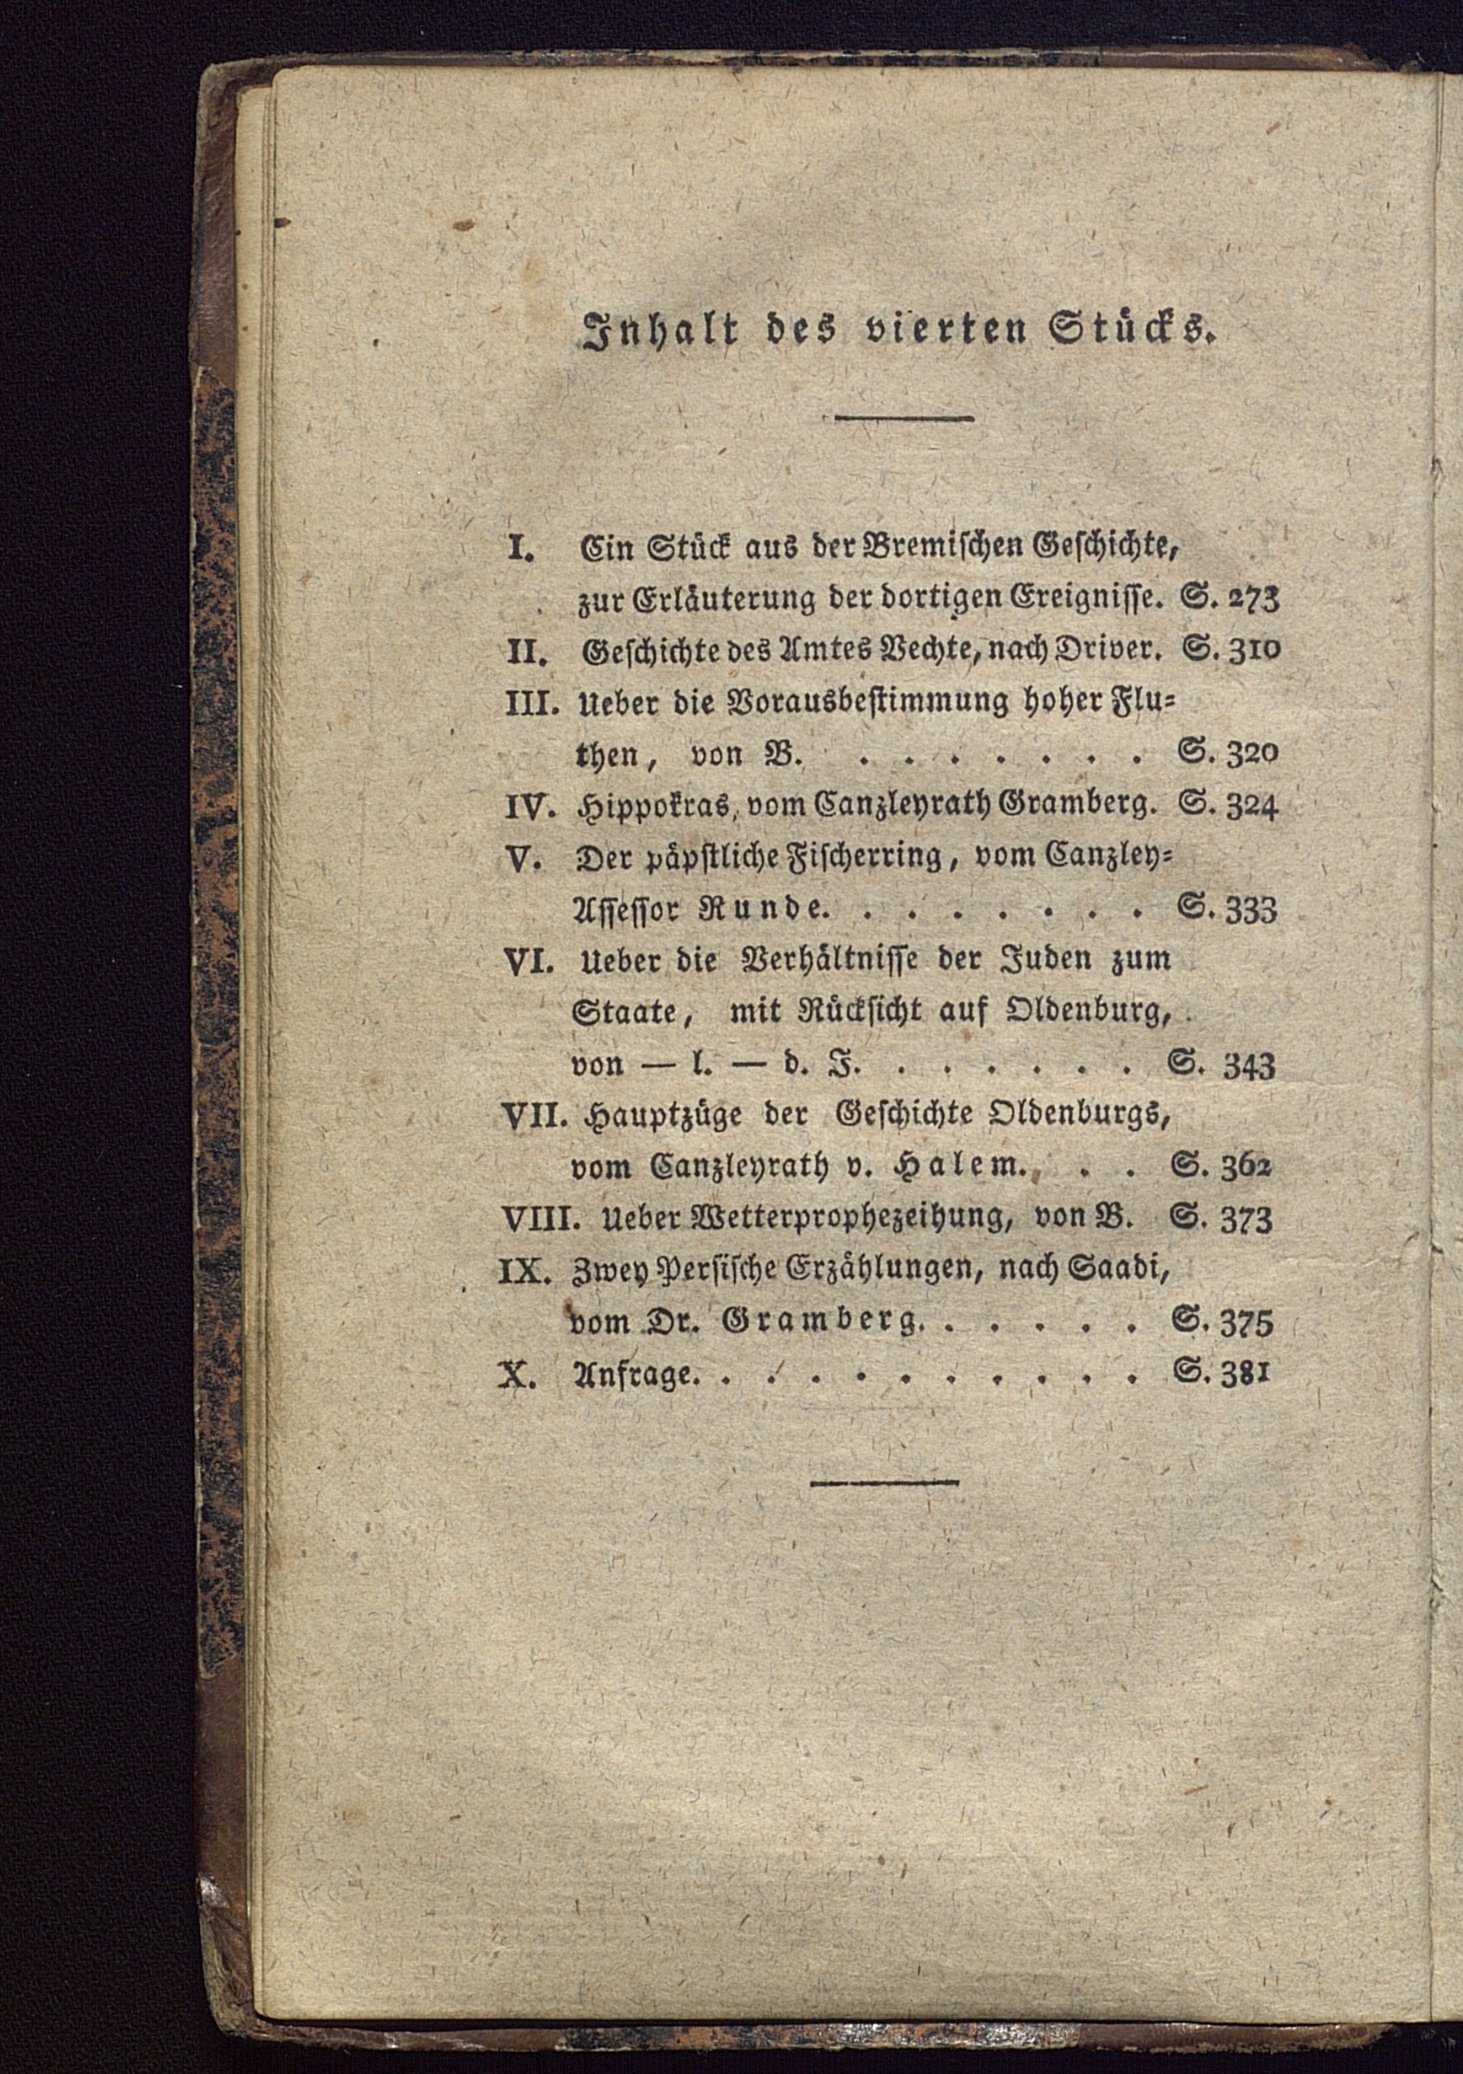 Inhalt des vierten Stücks.
I. Ein Stück aus der Bremischen Geschichte,
zur Erläuterung der dortigen Ereignisse. S. 273
II. Geschichte des Amtes Vechte, nach Driver. S. 310
III. Ueber die Vorausbestimmung hoher Flu-
then, von B. . . . . . . . S. 320
IV. Hippokras, vom Canzleyrath Gramberg. S. 324
V. Der päpstliche Fischerring, vom Canzley-
Assessor Runde. . . . . . . . S. 333
VI. Ueber die Verhältnisse der Juden zum
Staate, mit Rücksicht auf Oldenburg,
von — l. — d. J. . . . . . . S. 343
VII. Hauptzüge der Geschichte Oldenburgs,
vom Canzleyrath v. Halem. . . . S. 362
VIII. Ueber Wetterprophezeihung, von B. S. 373
IX. Zwey Persische Erzählungen, nach Saadi,
vom Dr. Gramberg. . . . . . S. 375
X. Anfrage. . . . . . . . . . . S. 381